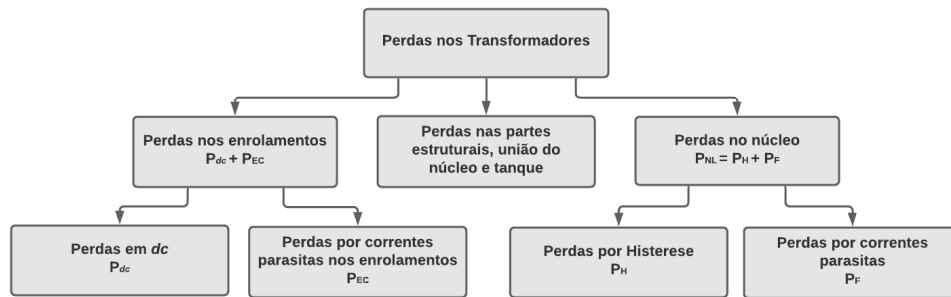 Perdas nos Transformadores
Perdas nos enrolamentos
Pdc + PEC
Perdas nas partes
estruturais, união do
núcleo e tanque
Perdas no núcleo
PNL = PH + PF
Perdas em dc
Pdc
Perdas por correntes
parasitas nos enrolamentos
PEC
Perdas por Histerese
PH
Perdas por correntes
parasitas
PF